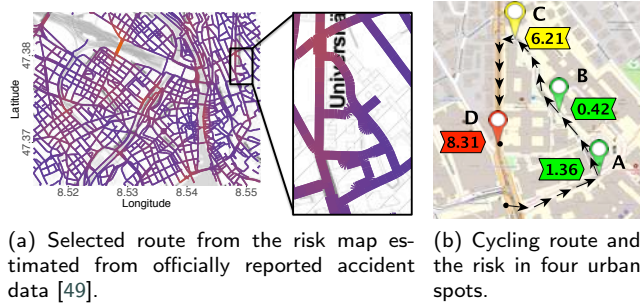 47.38
47.37
Latitude
8.52
8.53
8.54
8.55
Longitude
Universitä
C
6.21
B
0.42
D
8.31
A
1.36
(a) Selected route from the risk map es-
timated from officially reported accident
data [49].
(b) Cycling route and
the risk in four urban
spots.